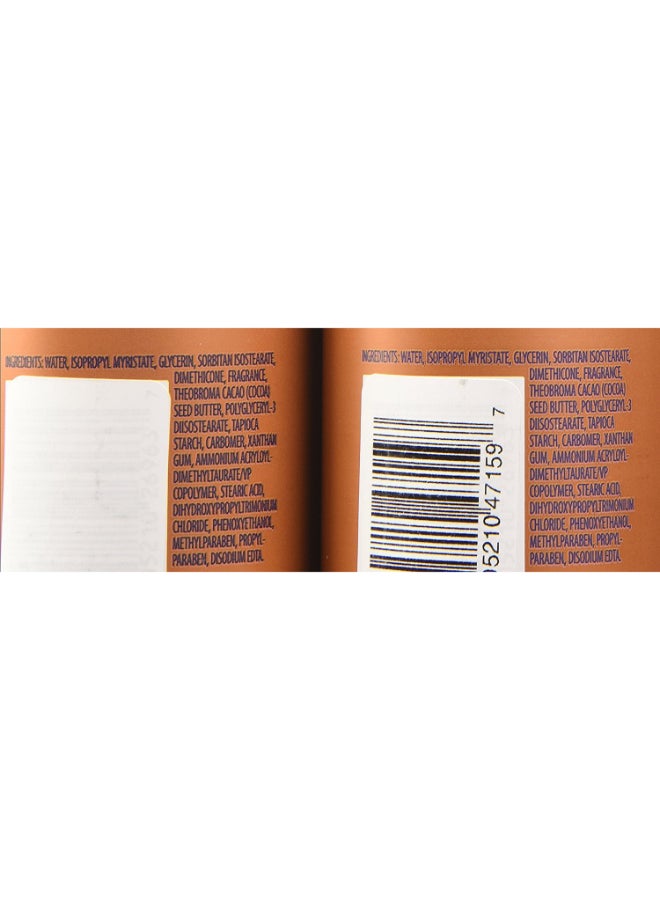 INGREDIENTS: WATER, ISOPROPYL MYRISTATE, GLYCERIN, SORBITAN ISOSTEARATE,
DIMETHICONE, FRAGRANCE,
THEOBROMA CACAO (COCOA)
SEED BUTTER, POLYGLYCERYL-3
DIISOSTEARATE, TAPIOCA
STARCH, CARBOMER, XANTHAN
GUM, AMMONIUM ACRYLOYL-
DIMETHYLTAURATE/VP
COPOLYMER, STEARIC ACID,
DIHYDROXYPROPYLTRIMONIUM
CHLORIDE, PHENOXYETHANOL,
METHYLPARABEN, PROPYL-
PARABEN, DISODIUM EDTA.
INGREDIENTS: WATER, ISOPROPYL MYRISTATE, GLYCERIN, SORBITAN ISOSTEARATE,
DIMETHICONE, FRAGRANCE,
THEOBROMA CACAO (COCOA)
SEED BUTTER, POLYGLYCERYL-3
DIISOSTEARATE, TAPIOCA
STARCH, CARBOMER, XANTHAN
GUM, AMMONIUM ACRYLOYL-
DIMETHYLTAURATE/VP
COPOLYMER, STEARIC ACID,
DIHYDROXYPROPYLTRIMONIUM
CHLORIDE, PHENOXYETHANOL,
METHYLPARABEN, PROPYL-
PARABEN, DISODIUM EDTA.
95210 47159 7